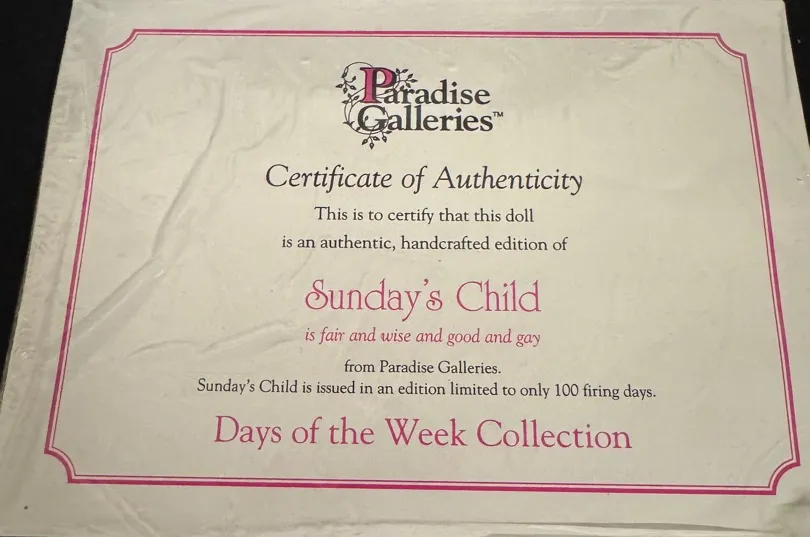 Paradise
Galleries™
Certificate of Authenticity
This is to certify that this doll
is an authentic, handcrafted edition of
Sunday's Child
is fair and wise and good and gay
from Paradise Galleries.
Sunday's Child is issued in an edition limited to only 100 firing days.
Days of the Week Collection